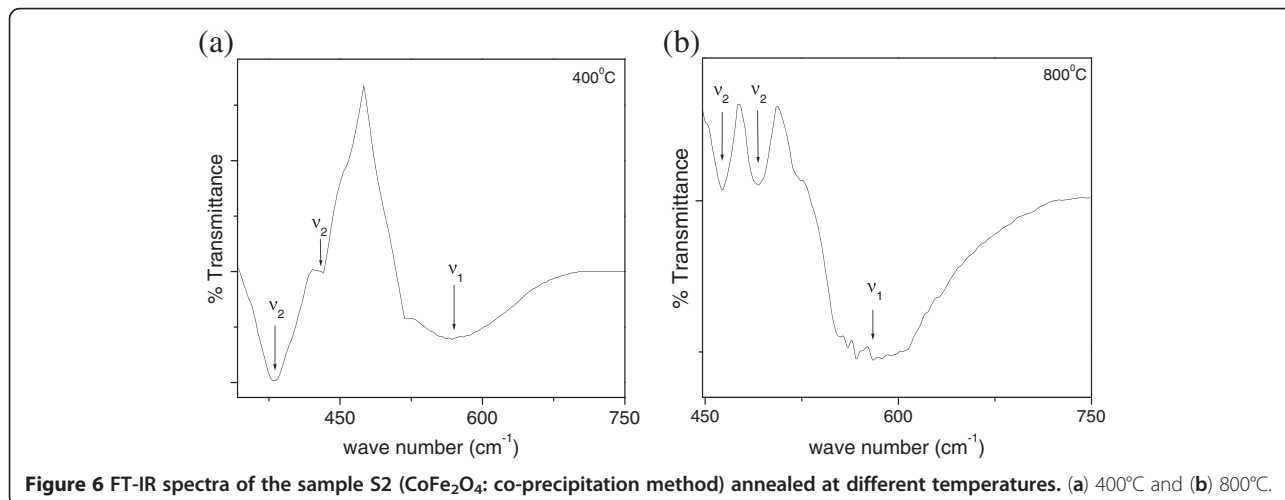 (a)
400⁰C
ν₂
ν₂
ν₁
% Transmittance
450
600
750
wave number (cm⁻¹)
(b)
800⁰C
ν₂
ν₂
ν₁
% Transmittance
450
600
750
wave number (cm⁻¹)
Figure 6 FT-IR spectra of the sample S2 (CoFe₂O₄: co-precipitation method) annealed at different temperatures. (a) 400°C and (b) 800°C.